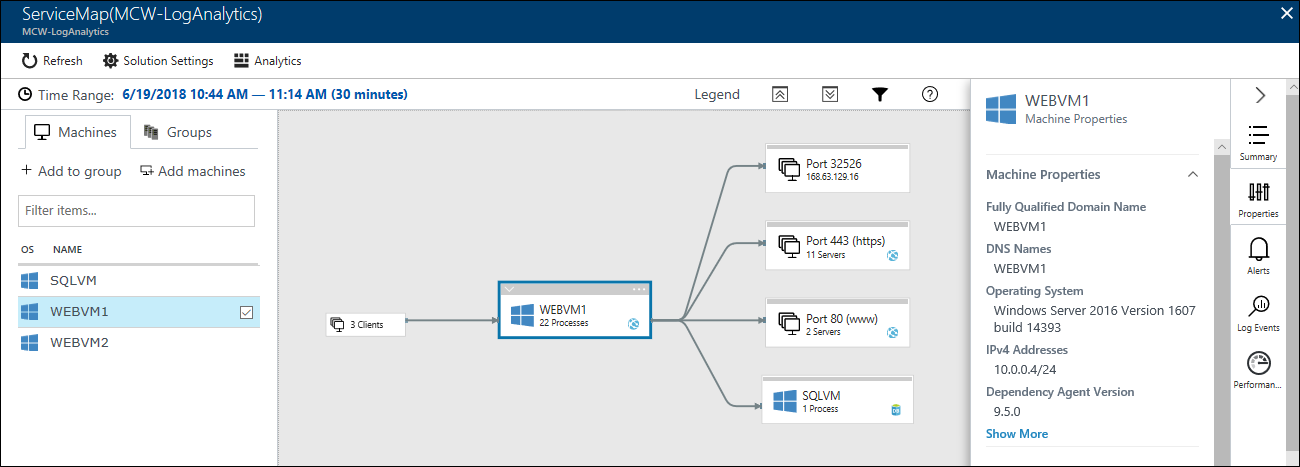 ServiceMap(MCW-LogAnalytics)
MCW-LogAnalytics
Refresh
Solution Settings
Analytics
Time Range: 6/19/2018 10:44 AM — 11:14 AM (30 minutes)
Legend
Machines
Groups
+ Add to group
Add machines
Filter items...
OS NAME
SQLVM
WEBVM1
WEBVM2
3 Clients
WEBVM1
22 Processes
Port 32526
168.63.129.16
Port 443 (https)
11 Servers
Port 80 (www)
2 Servers
SQLVM
1 Process
DB
WEBVM1
Machine Properties
Machine Properties
Fully Qualified Domain Name
WEBVM1
DNS Names
WEBVM1
Operating System
Windows Server 2016 Version 1607
build 14393
IPv4 Addresses
10.0.0.4/24
Dependency Agent Version
9.5.0
Show More
Summary
Properties
Alerts
Log Events
Performan...